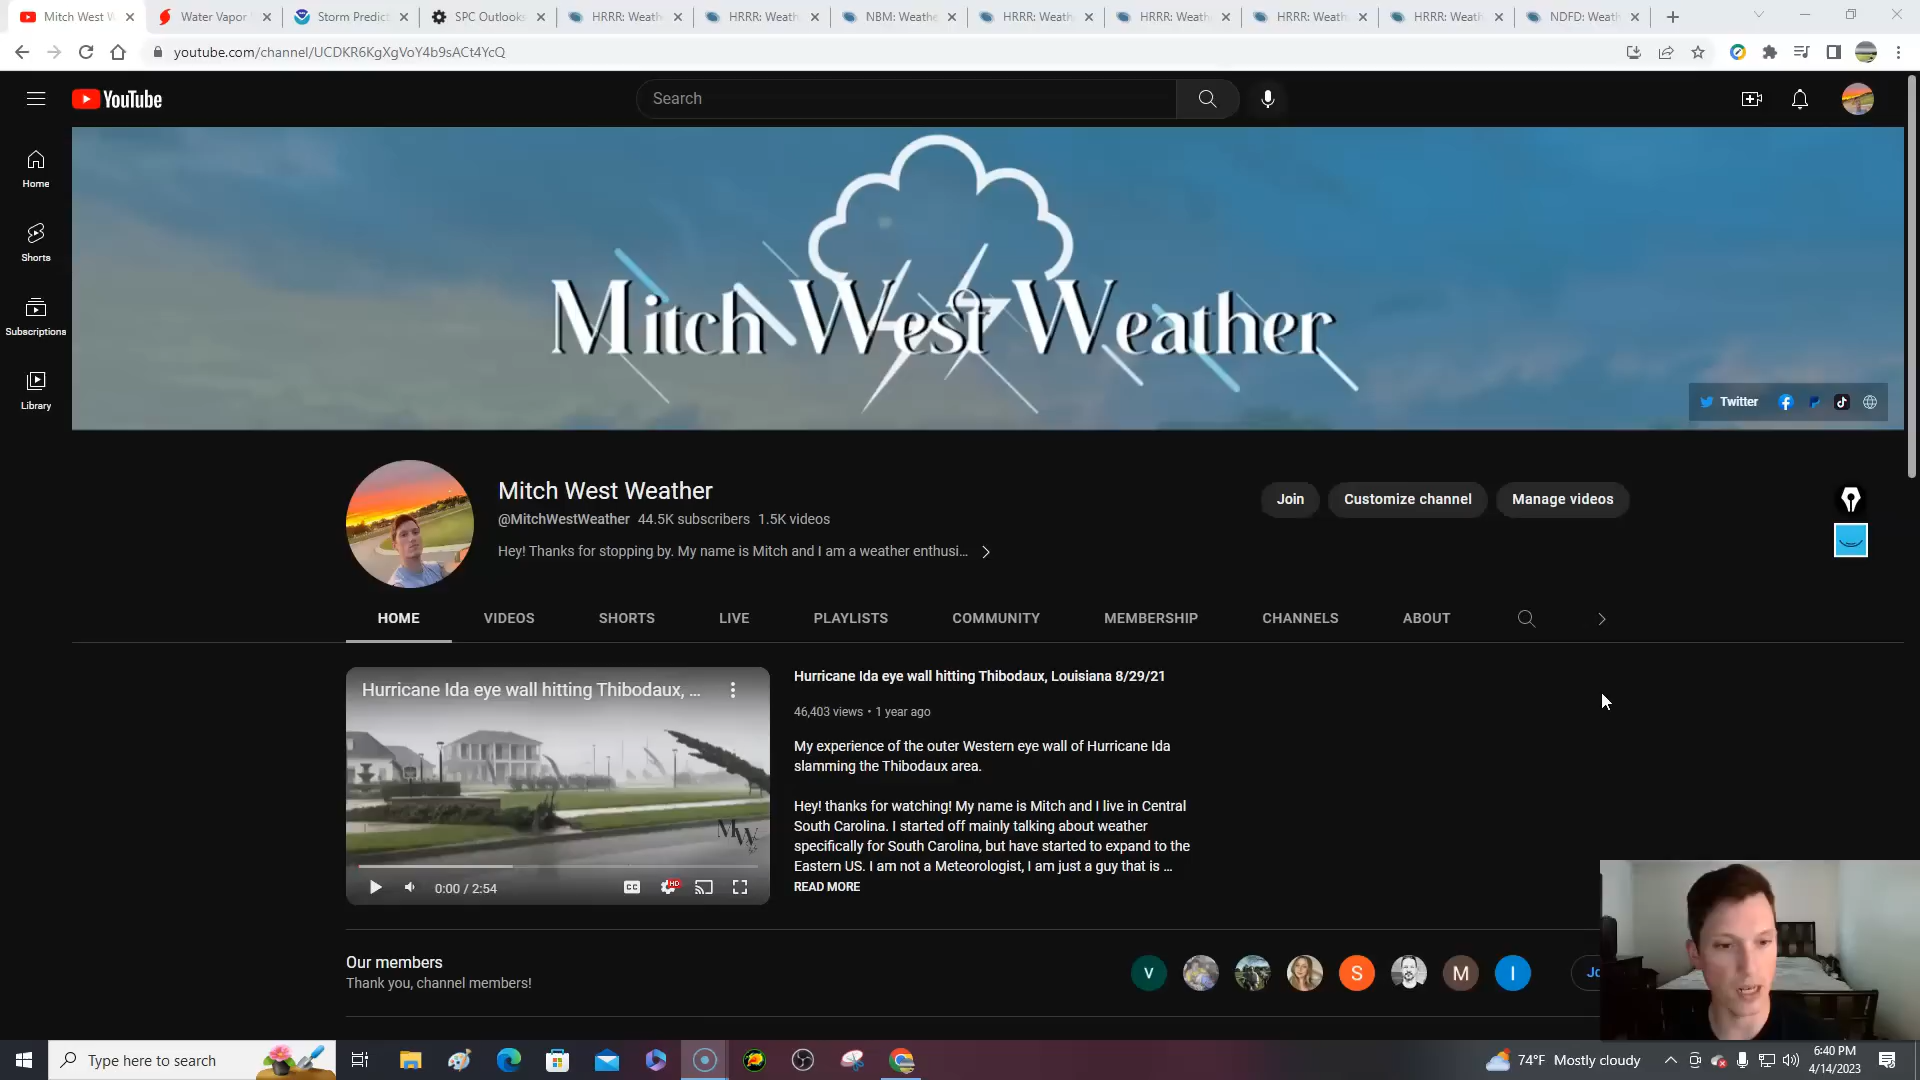 Mitch West W
Water Vapor
Storm Predict
SPC Outlooks
HRRR: Weath
HRRR: Weath
NBM: Weathe
HRRR: Weath
HRRR: Weath
HRRR: Weath
HRRR: Weath
NDFD: Weath
youtube.com/channel/UCDKR6KgXgVoY4b9sACt4YcQ
YouTube
Search
Home
Shorts
Subscriptions
Library
Mitch West Weather
Twitter
Mitch West Weather
@MitchWestWeather 44.5K subscribers 1.5K videos
Hey! Thanks for stopping by. My name is Mitch and I am a weather enthusi...
Join
Customize channel
Manage videos
HOME
VIDEOS
SHORTS
LIVE
PLAYLISTS
COMMUNITY
MEMBERSHIP
CHANNELS
ABOUT
Hurricane Ida eye wall hitting Thibodaux, ...
MW
CC
HD
0:00 / 2:54
Hurricane Ida eye wall hitting Thibodaux, Louisiana 8/29/21
46,403 views • 1 year ago
My experience of the outer Western eye wall of Hurricane Ida
slamming the Thibodaux area.
Hey! thanks for watching! My name is Mitch and I live in Central
South Carolina. I started off mainly talking about weather
specifically for South Carolina, but have started to expand to the
Eastern US. I am not a Meteorologist, I am just a guy that is ...
READ MORE
Our members
Thank you, channel members!
V
S
M
I
Jo
Type here to search
74°F Mostly cloudy
6:40 PM
4/14/2023